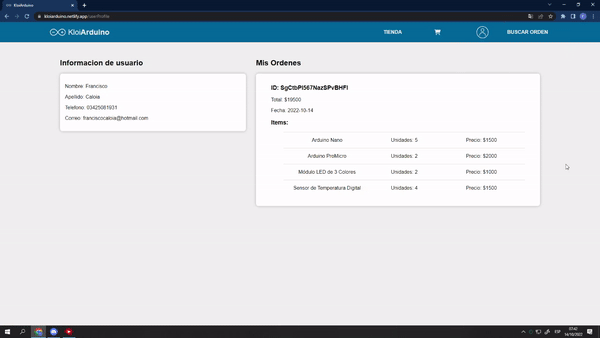 KloiArduino
kloiarduino.netlify.app/userProfile
KloiArduino
TIENDA
BUSCAR ORDEN
Informacion de usuario
Nombre: Francisco
Apellido: Caloia
Telefono: 03425081931
Correo: franciscocaloia@hotmail.com
Mis Ordenes
ID: SgCtbPI567NazSPvBHFI
Total: $19500
Fecha: 2022-10-14
Items:
Arduino Nano Unidades: 5 Precio: $1500
Arduino ProMicro Unidades: 2 Precio: $2000
Módulo LED de 3 Colores Unidades: 2 Precio: $1000
Sensor de Temperatura Digital Unidades: 4 Precio: $1500
ESP
07:42
14/10/2022